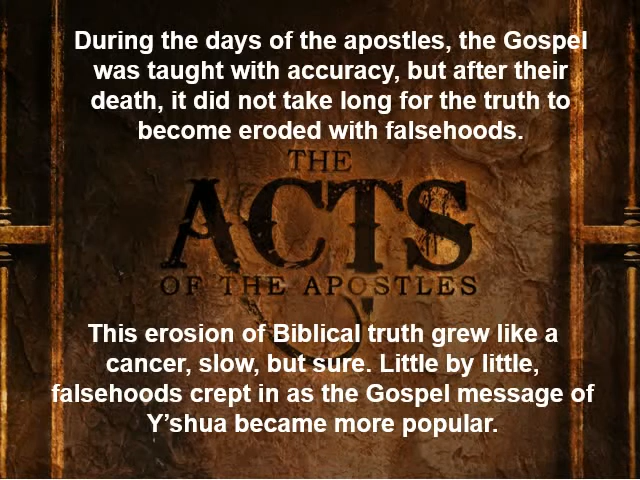 During the days of the apostles, the Gospel
was taught with accuracy, but after their
death, it did not take long for the truth to
become eroded with falsehoods.
THE
ACTS
OF THE APOSTLES
This erosion of Biblical truth grew like a
cancer, slow, but sure. Little by little,
falsehoods crept in as the Gospel message of
Y’shua became more popular.